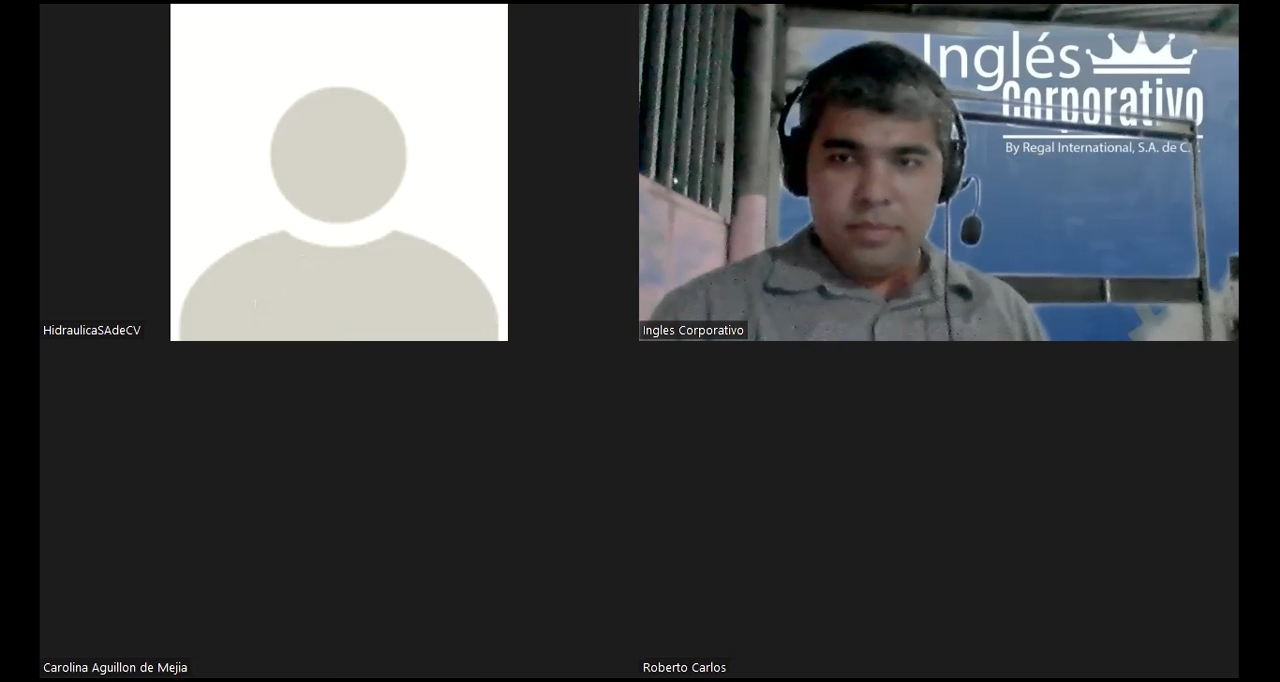 Inglés
Corporativo
By Regal International, S.A. de C.
HidraulicaSAdeCV
Ingles Corporativo
Carolina Aguillon de Mejia
Roberto Carlos